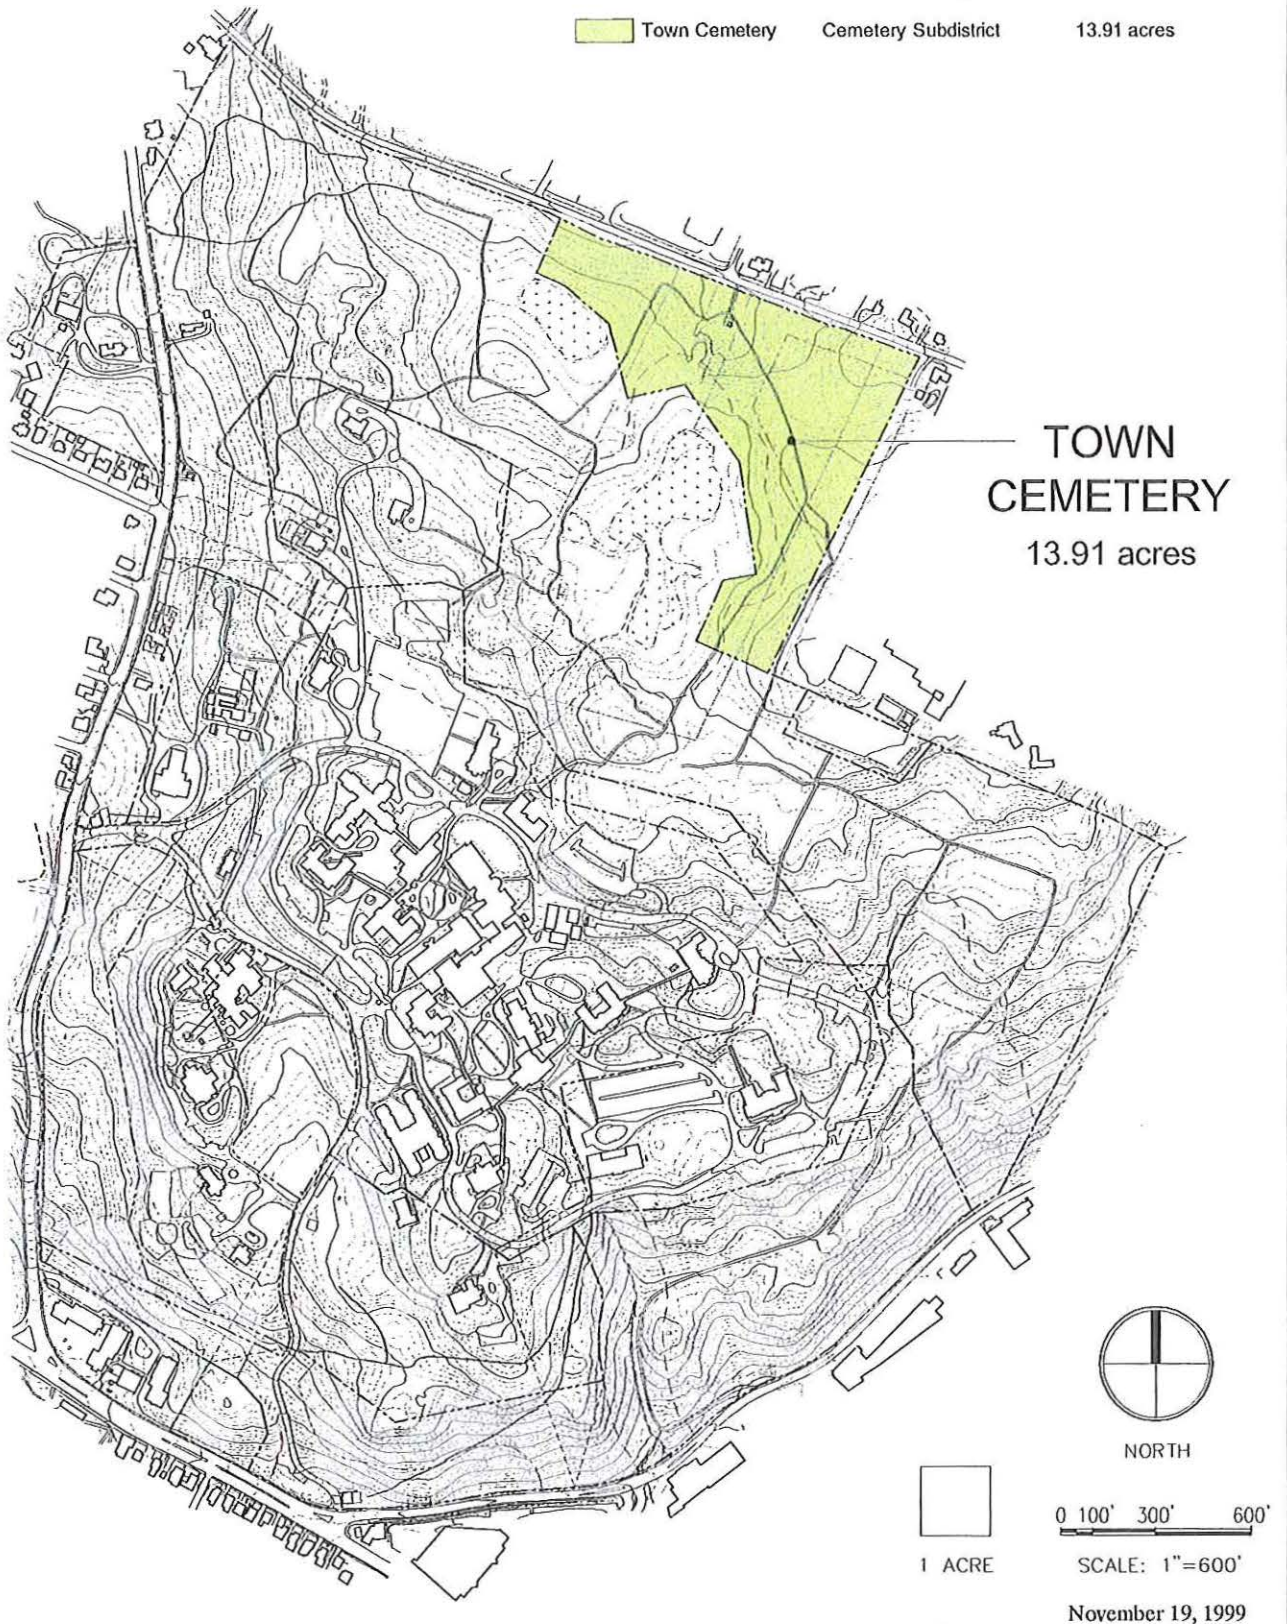 Town Cemetery Cemetery Subdistrict 13.91 acres
TOWN
CEMETERY
13.91 acres
NORTH
1 ACRE
0 100' 300' 600'
SCALE: 1"=600'
November 19, 1999